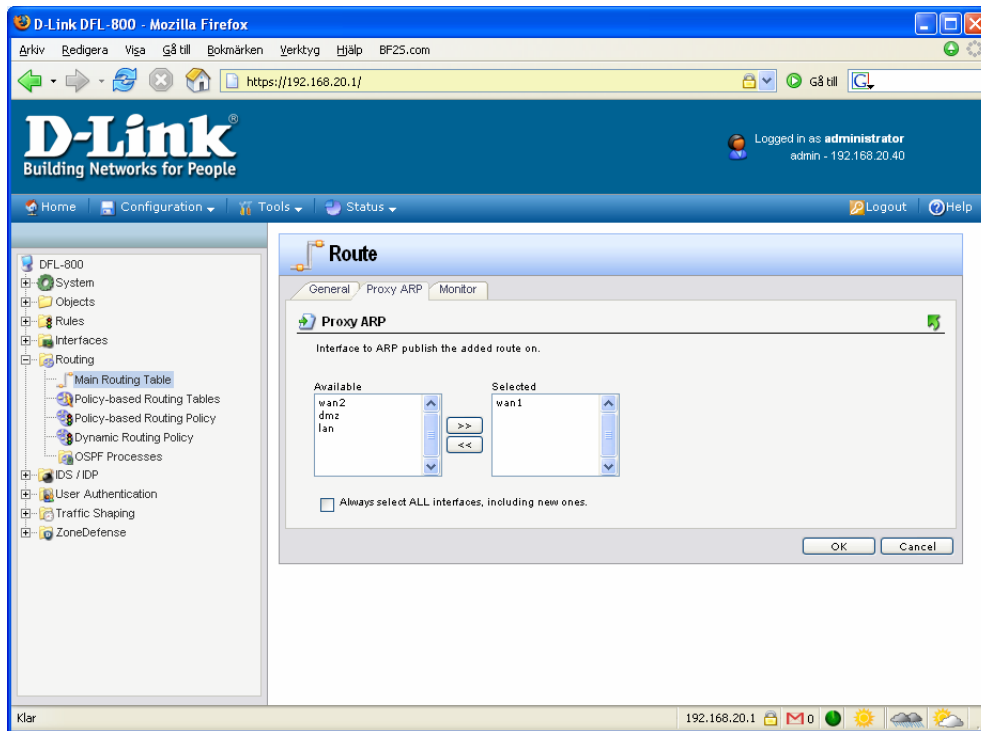 D-Link DFL-800 - Mozilla Firefox
Arkiv Redigera Visa Gå till Bokmärken Verktyg Hjälp BF2S.com
https://192.168.20.1/ Gå till G
D-Link®
Building Networks for People
Logged in as administrator
admin - 192.168.20.40
Home Configuration Tools Status Logout Help
DFL-800
System
Objects
Rules
Interfaces
Routing
Main Routing Table
Policy-based Routing Tables
Policy-based Routing Policy
Dynamic Routing Policy
OSPF Processes
IDS / IDP
User Authentication
Traffic Shaping
ZoneDefense
Route
General Proxy ARP Monitor
Proxy ARP
Interface to ARP publish the added route on.
Available Selected
wan2 wan1
dmz
lan
>>
<<
Always select ALL interfaces, including new ones.
OK Cancel
Klar 192.168.20.1 0